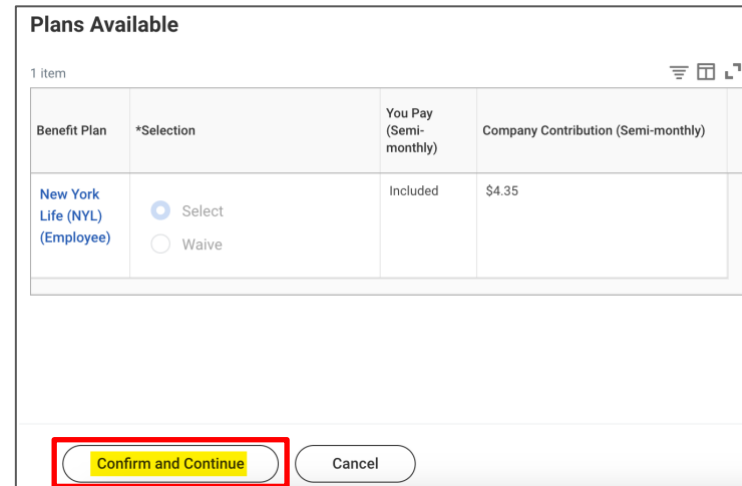 Plans Available
1 item
Benefit Plan
*Selection
You Pay
(Semi-
monthly)
Company Contribution (Semi-monthly)
New York
Life (NYL)
(Employee)
Select
Waive
Included
$4.35
Confirm and Continue
Cancel